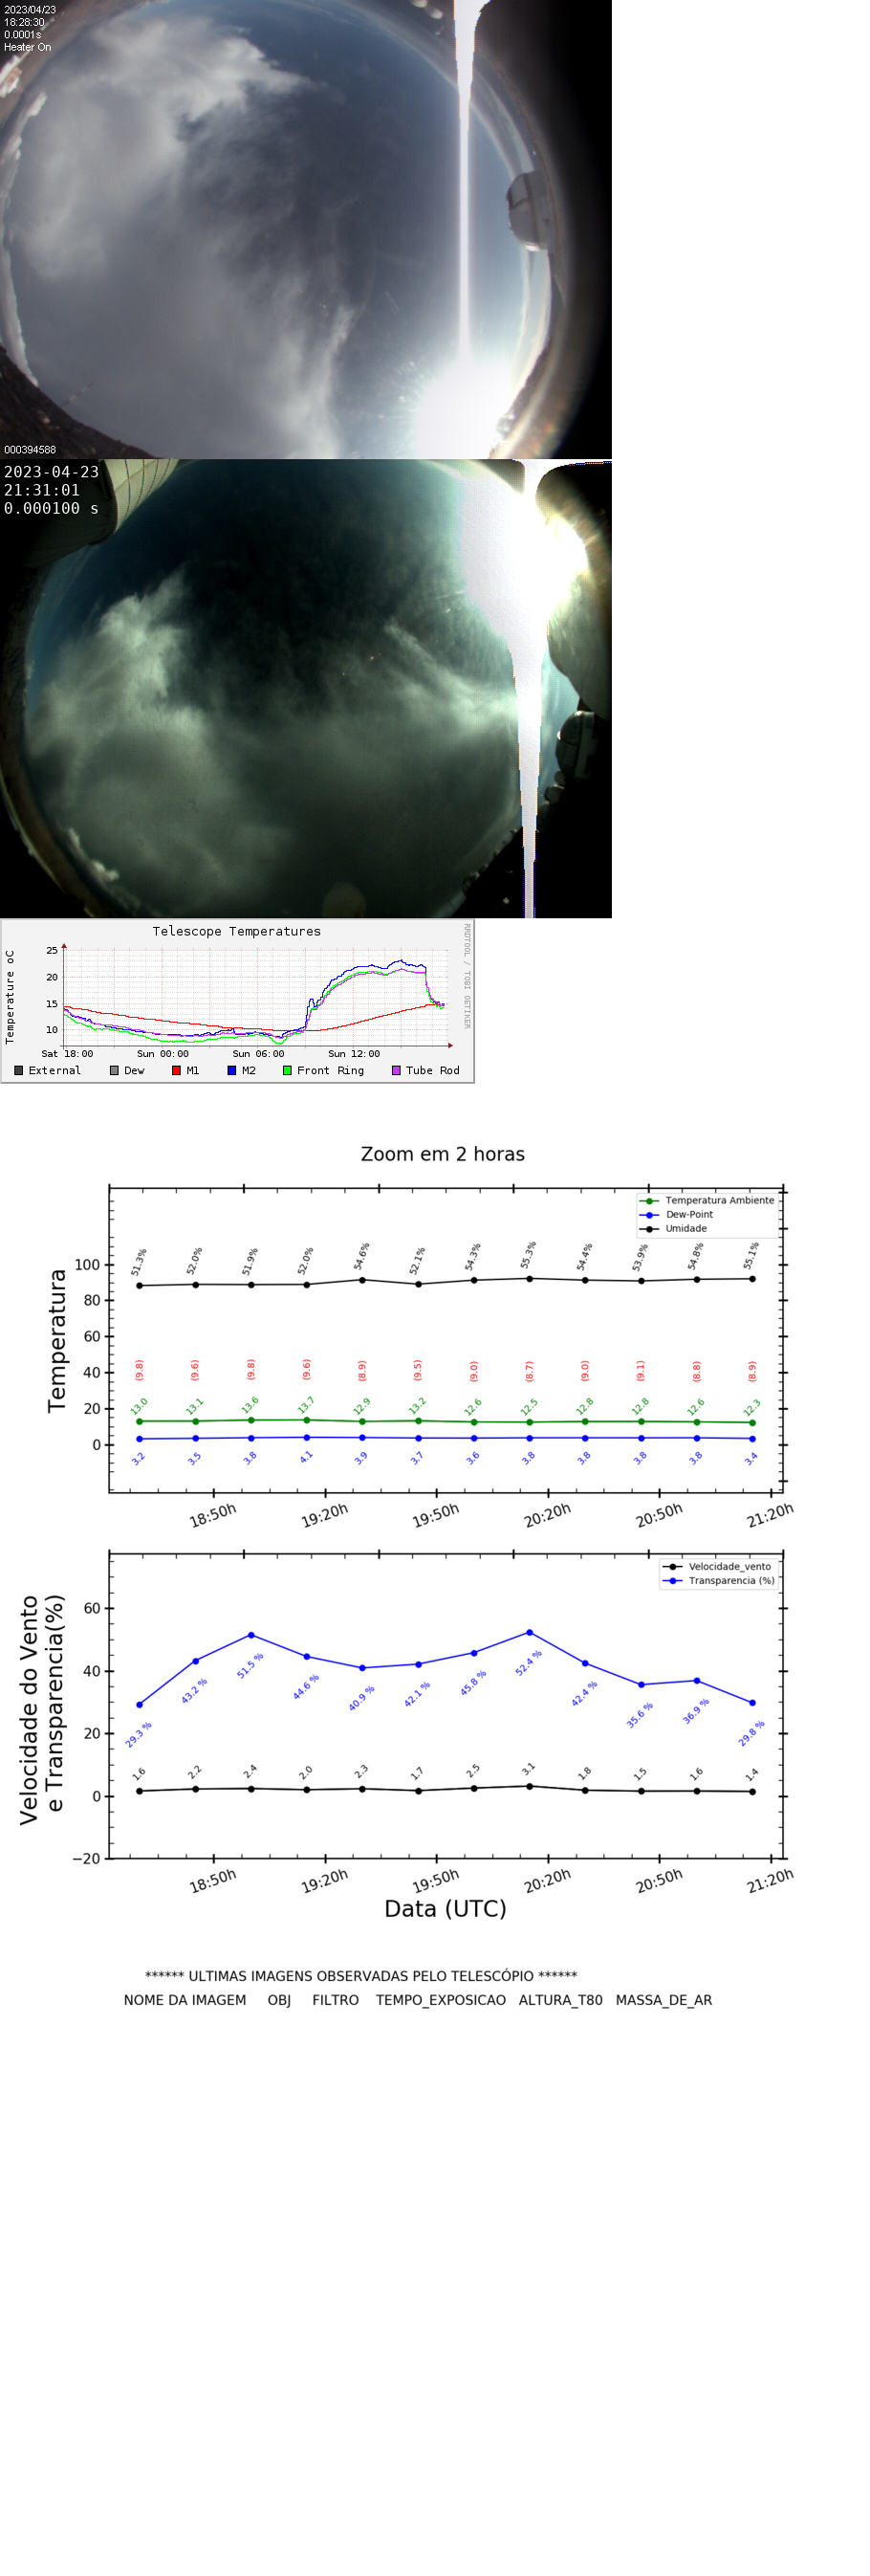 2023/04/23
18:28:30
0.0001s
Heater On
000394588
2023-04-23
21:31:01
0.000100 s
Telescope Temperatures
RRDTOOL / TOBI OETIKER
Temperature oC
25
20
15
10
Sat 18:00 Sun 00:00 Sun 06:00 Sun 12:00
External Dew M1 M2 Front Ring Tube Rod
Zoom em 2 horas
Temperatura
Temperatura Ambiente
Dew-Point
Umidade
100
80
60
40
20
0
51.3% 52.0% 51.9% 52.0% 54.6% 52.1% 54.3% 55.3% 54.4% 53.9% 54.8% 55.1%
(9.8) (9.6) (9.8) (9.6) (8.9) (9.5) (9.0) (8.7) (9.0) (9.1) (8.8) (8.9)
13.0 13.1 13.6 13.7 12.9 13.2 12.6 12.5 12.8 12.8 12.6 12.3
3.2 3.5 3.8 4.1 3.9 3.7 3.6 3.8 3.8 3.8 3.8 3.4
18:50h 19:20h 19:50h 20:20h 20:50h 21:20h
Velocidade do Vento
e Transparencia(%)
Velocidade_vento
Transparencia (%)
60
40
20
0
−20
29.3 % 43.2 % 51.5 % 44.6 % 40.9 % 42.1 % 45.8 % 52.4 % 42.4 % 35.6 % 36.9 % 29.8 %
1.6 2.2 2.4 2.0 2.3 1.7 2.5 3.1 1.8 1.5 1.6 1.4
18:50h 19:20h 19:50h 20:20h 20:50h 21:20h
Data (UTC)
****** ULTIMAS IMAGENS OBSERVADAS PELO TELESCÓPIO ******
NOME DA IMAGEM OBJ FILTRO TEMPO_EXPOSICAO ALTURA_T80 MASSA_DE_AR